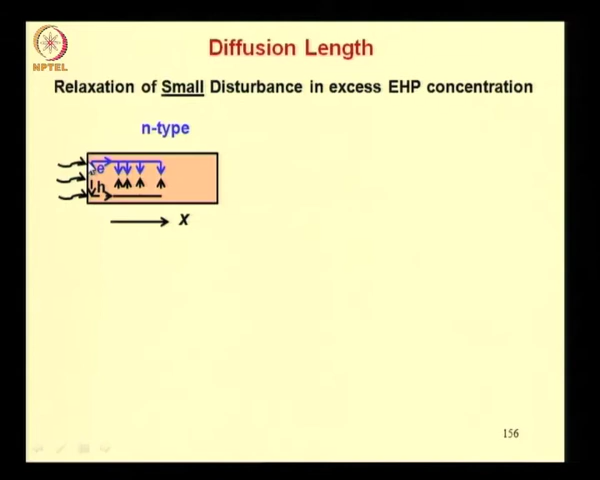 Diffusion Length
NPTEL
Relaxation of Small Disturbance in excess EHP concentration
n-type
e
h
x
156